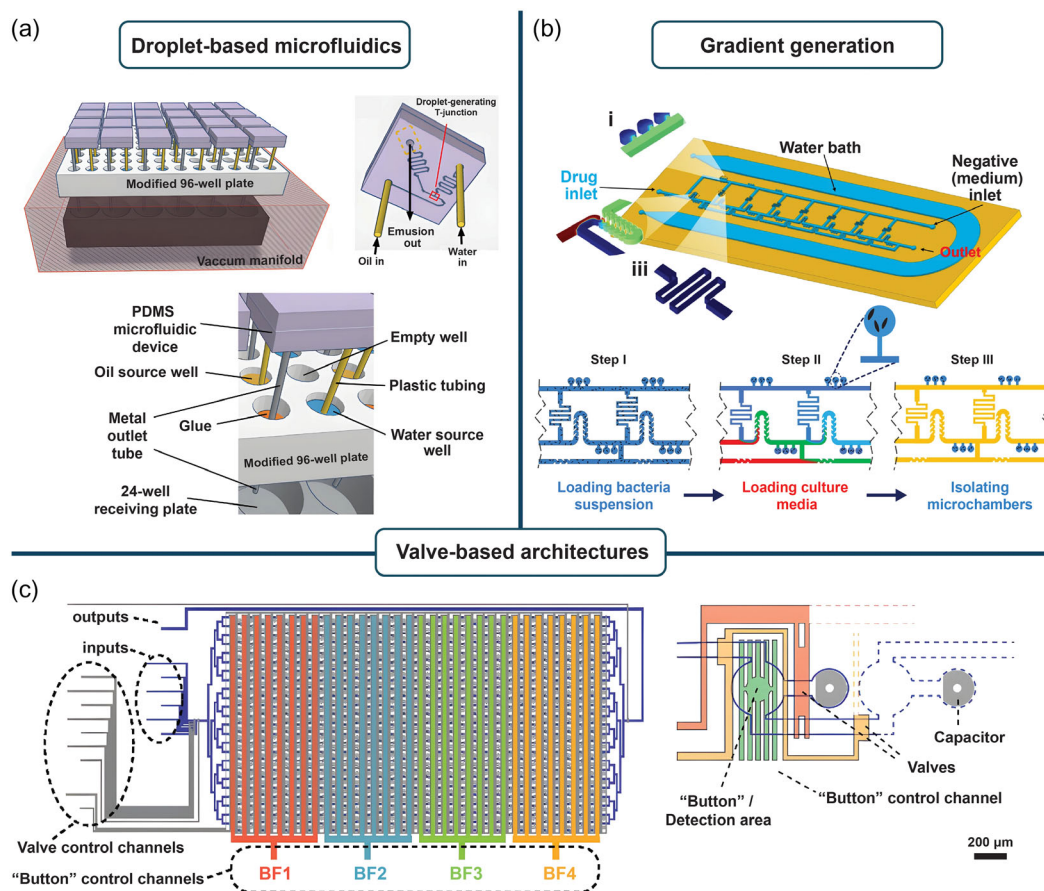 (a)
Droplet-based microfluidics
Modified 96-well plate
Vaccum manifold
Droplet-generating
T-junction
Emusion
out
Oil in
Water
in
PDMS
microfluidic
device
Oil source well
Metal
outlet
tube
Glue
24-well
receiving plate
Empty well
Plastic tubing
Water source
well
Modified 96-well plate
(b)
Gradient generation
i
Water bath
Drug
inlet
Negative
(medium)
inlet
Outlet
iii
Step I
Step II
Step III
Loading bacteria
suspension
Loading culture
media
Isolating
microchambers
Valve-based architectures
(c)
outputs
inputs
Valve control channels
“Button” control channels
BF1
BF2
BF3
BF4
Capacitor
Valves
“Button” /
Detection area
“Button” control channel
200 µm